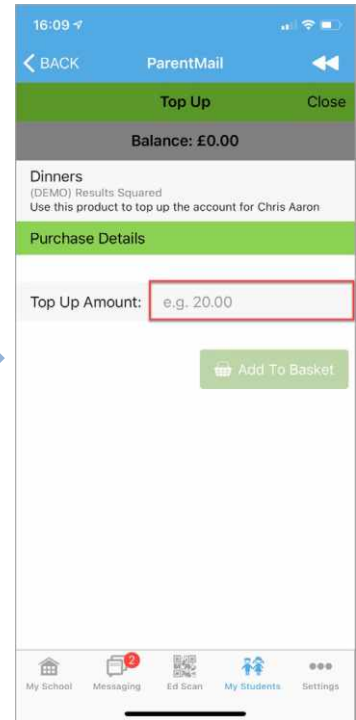 16:09
BACK ParentMail
Top Up Close
Balance: £0.00
Dinners
(DEMO) Results Squared
Use this product to top up the account for Chris Aaron
Purchase Details
Top Up Amount: e.g. 20.00
Add To Basket
2
My School Messaging Ed Scan My Students Settings